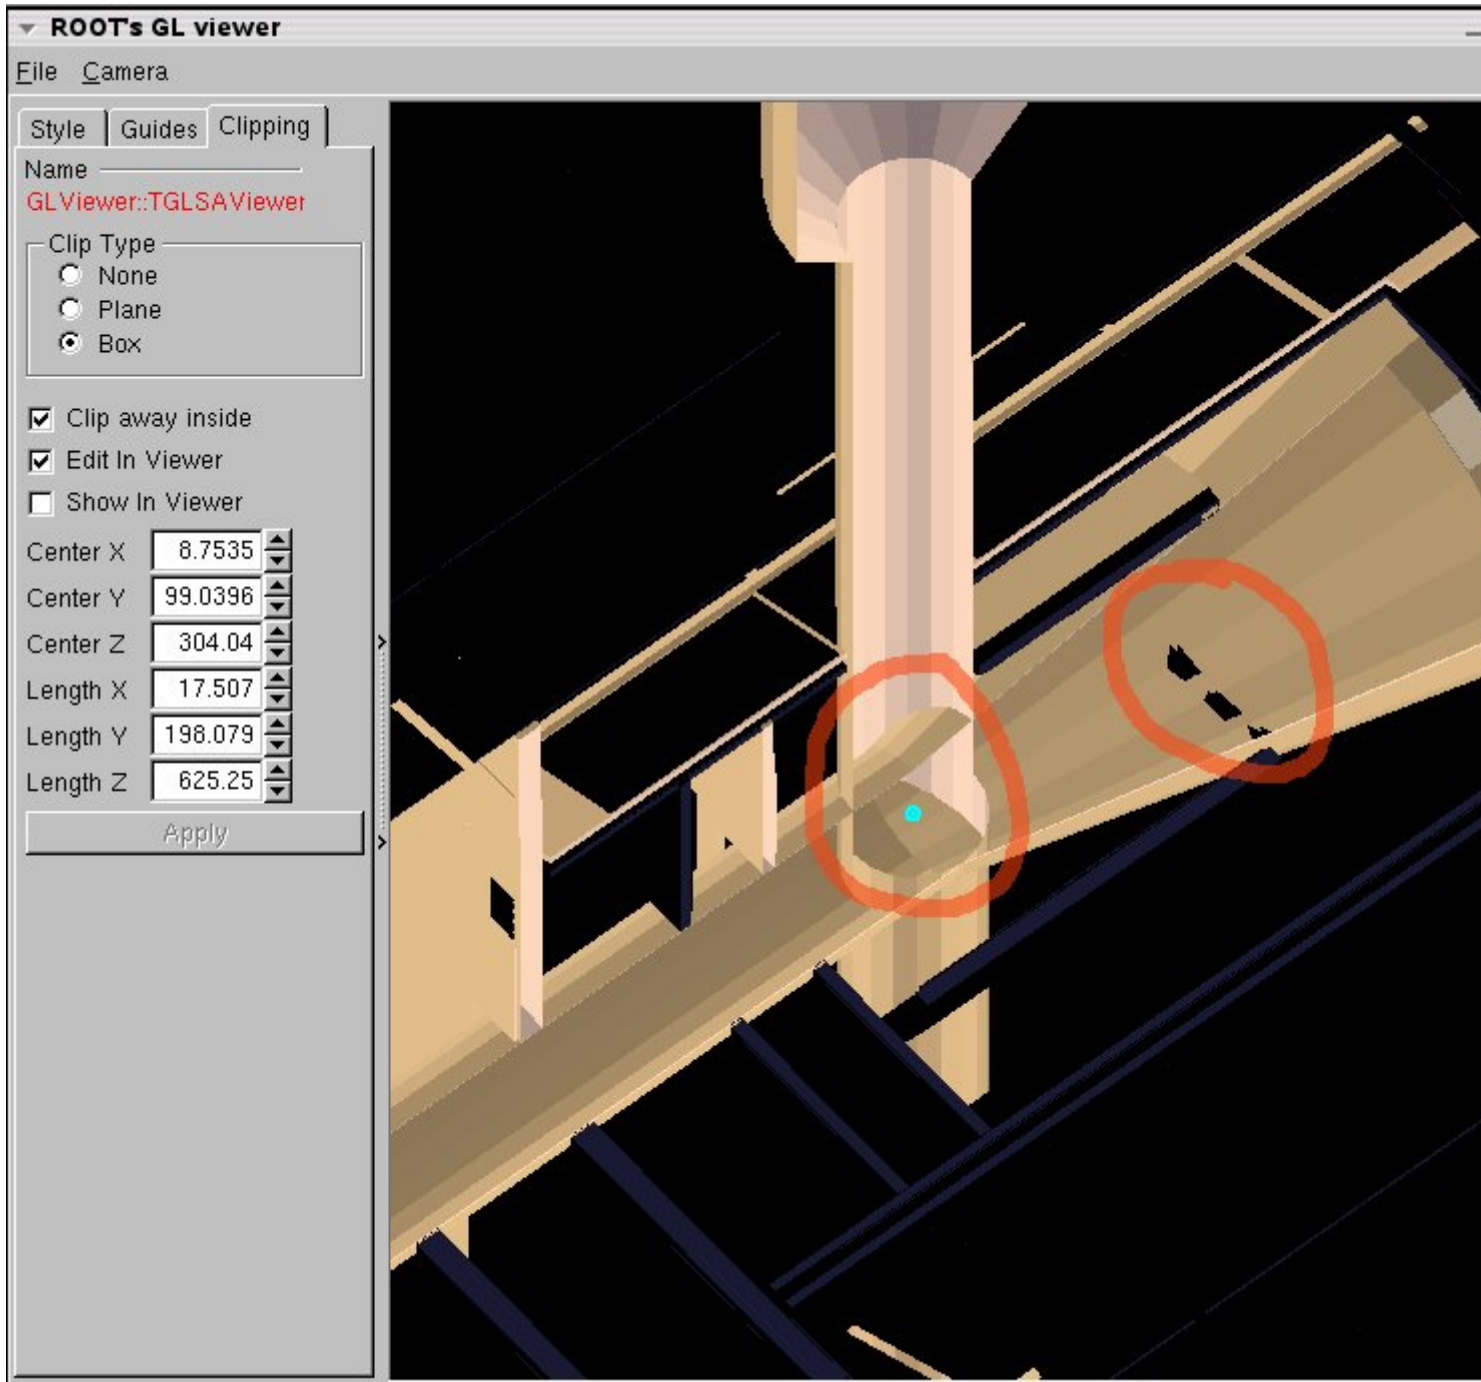 ROOT's GL viewer
File Camera
Style Guides Clipping
Name
GLViewer::TGLSAViewer
Clip Type
None
Plane
Box
Clip away inside
Edit In Viewer
Show In Viewer
Center X 8.7535
Center Y 99.0396
Center Z 304.04
Length X 17.507
Length Y 198.079
Length Z 625.25
Apply